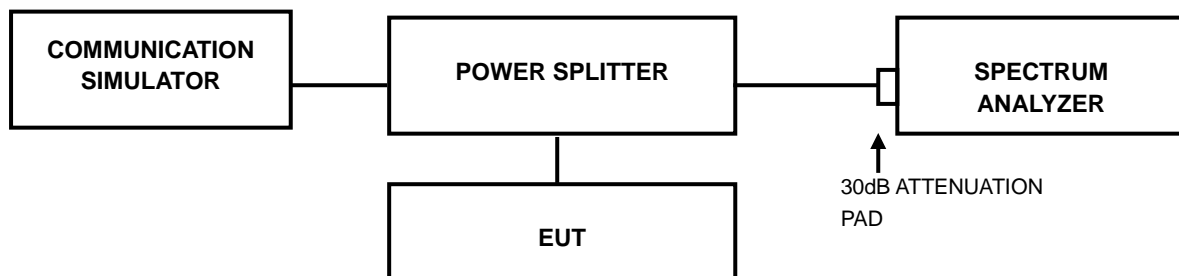 COMMUNICATION
SIMULATOR
POWER SPLITTER
SPECTRUM
ANALYZER
30dB ATTENUATION
PAD
EUT